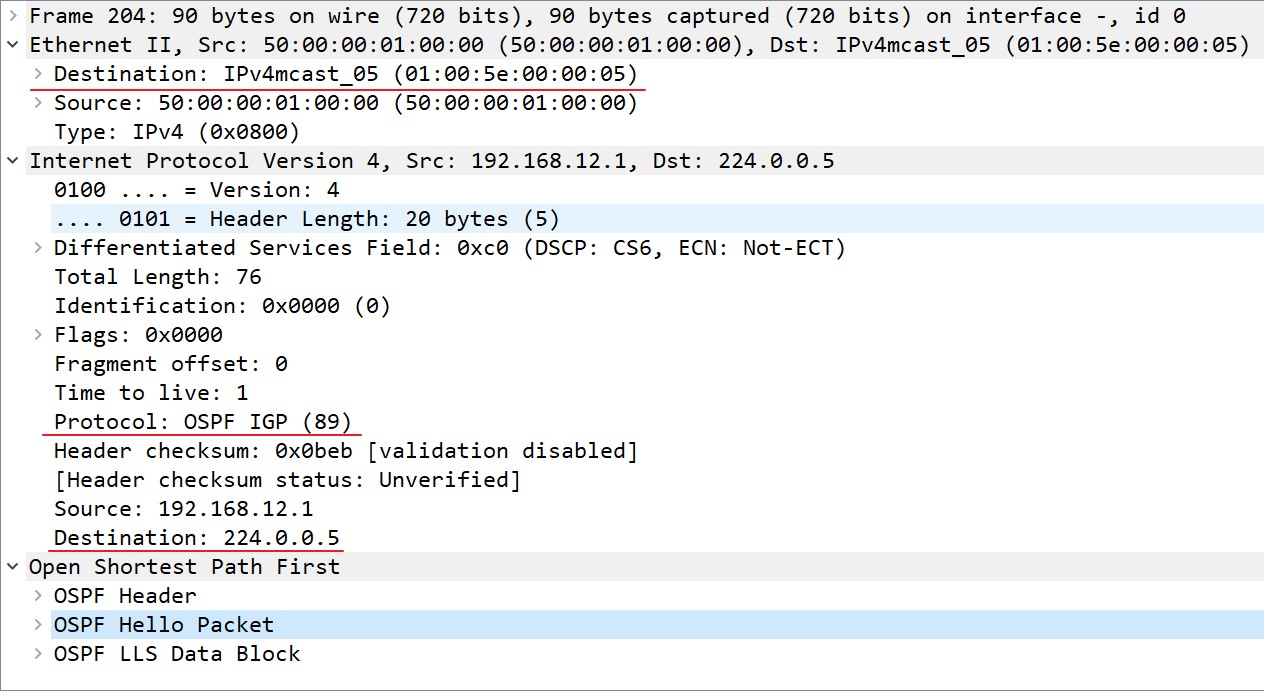 Frame 204: 90 bytes on wire (720 bits), 90 bytes captured (720 bits) on interface -, id 0
Ethernet II, Src: 50:00:00:01:00:00 (50:00:00:01:00:00), Dst: IPv4mcast_05 (01:00:5e:00:00:05)
Destination: IPv4mcast_05 (01:00:5e:00:00:05)
Source: 50:00:00:01:00:00 (50:00:00:01:00:00)
Type: IPv4 (0x0800)
Internet Protocol Version 4, Src: 192.168.12.1, Dst: 224.0.0.5
0100 .... = Version: 4
.... 0101 = Header Length: 20 bytes (5)
Differentiated Services Field: 0xc0 (DSCP: CS6, ECN: Not-ECT)
Total Length: 76
Identification: 0x0000 (0)
Flags: 0x0000
Fragment offset: 0
Time to live: 1
Protocol: OSPF IGP (89)
Header checksum: 0x0beb [validation disabled]
[Header checksum status: Unverified]
Source: 192.168.12.1
Destination: 224.0.0.5
Open Shortest Path First
OSPF Header
OSPF Hello Packet
OSPF LLS Data Block